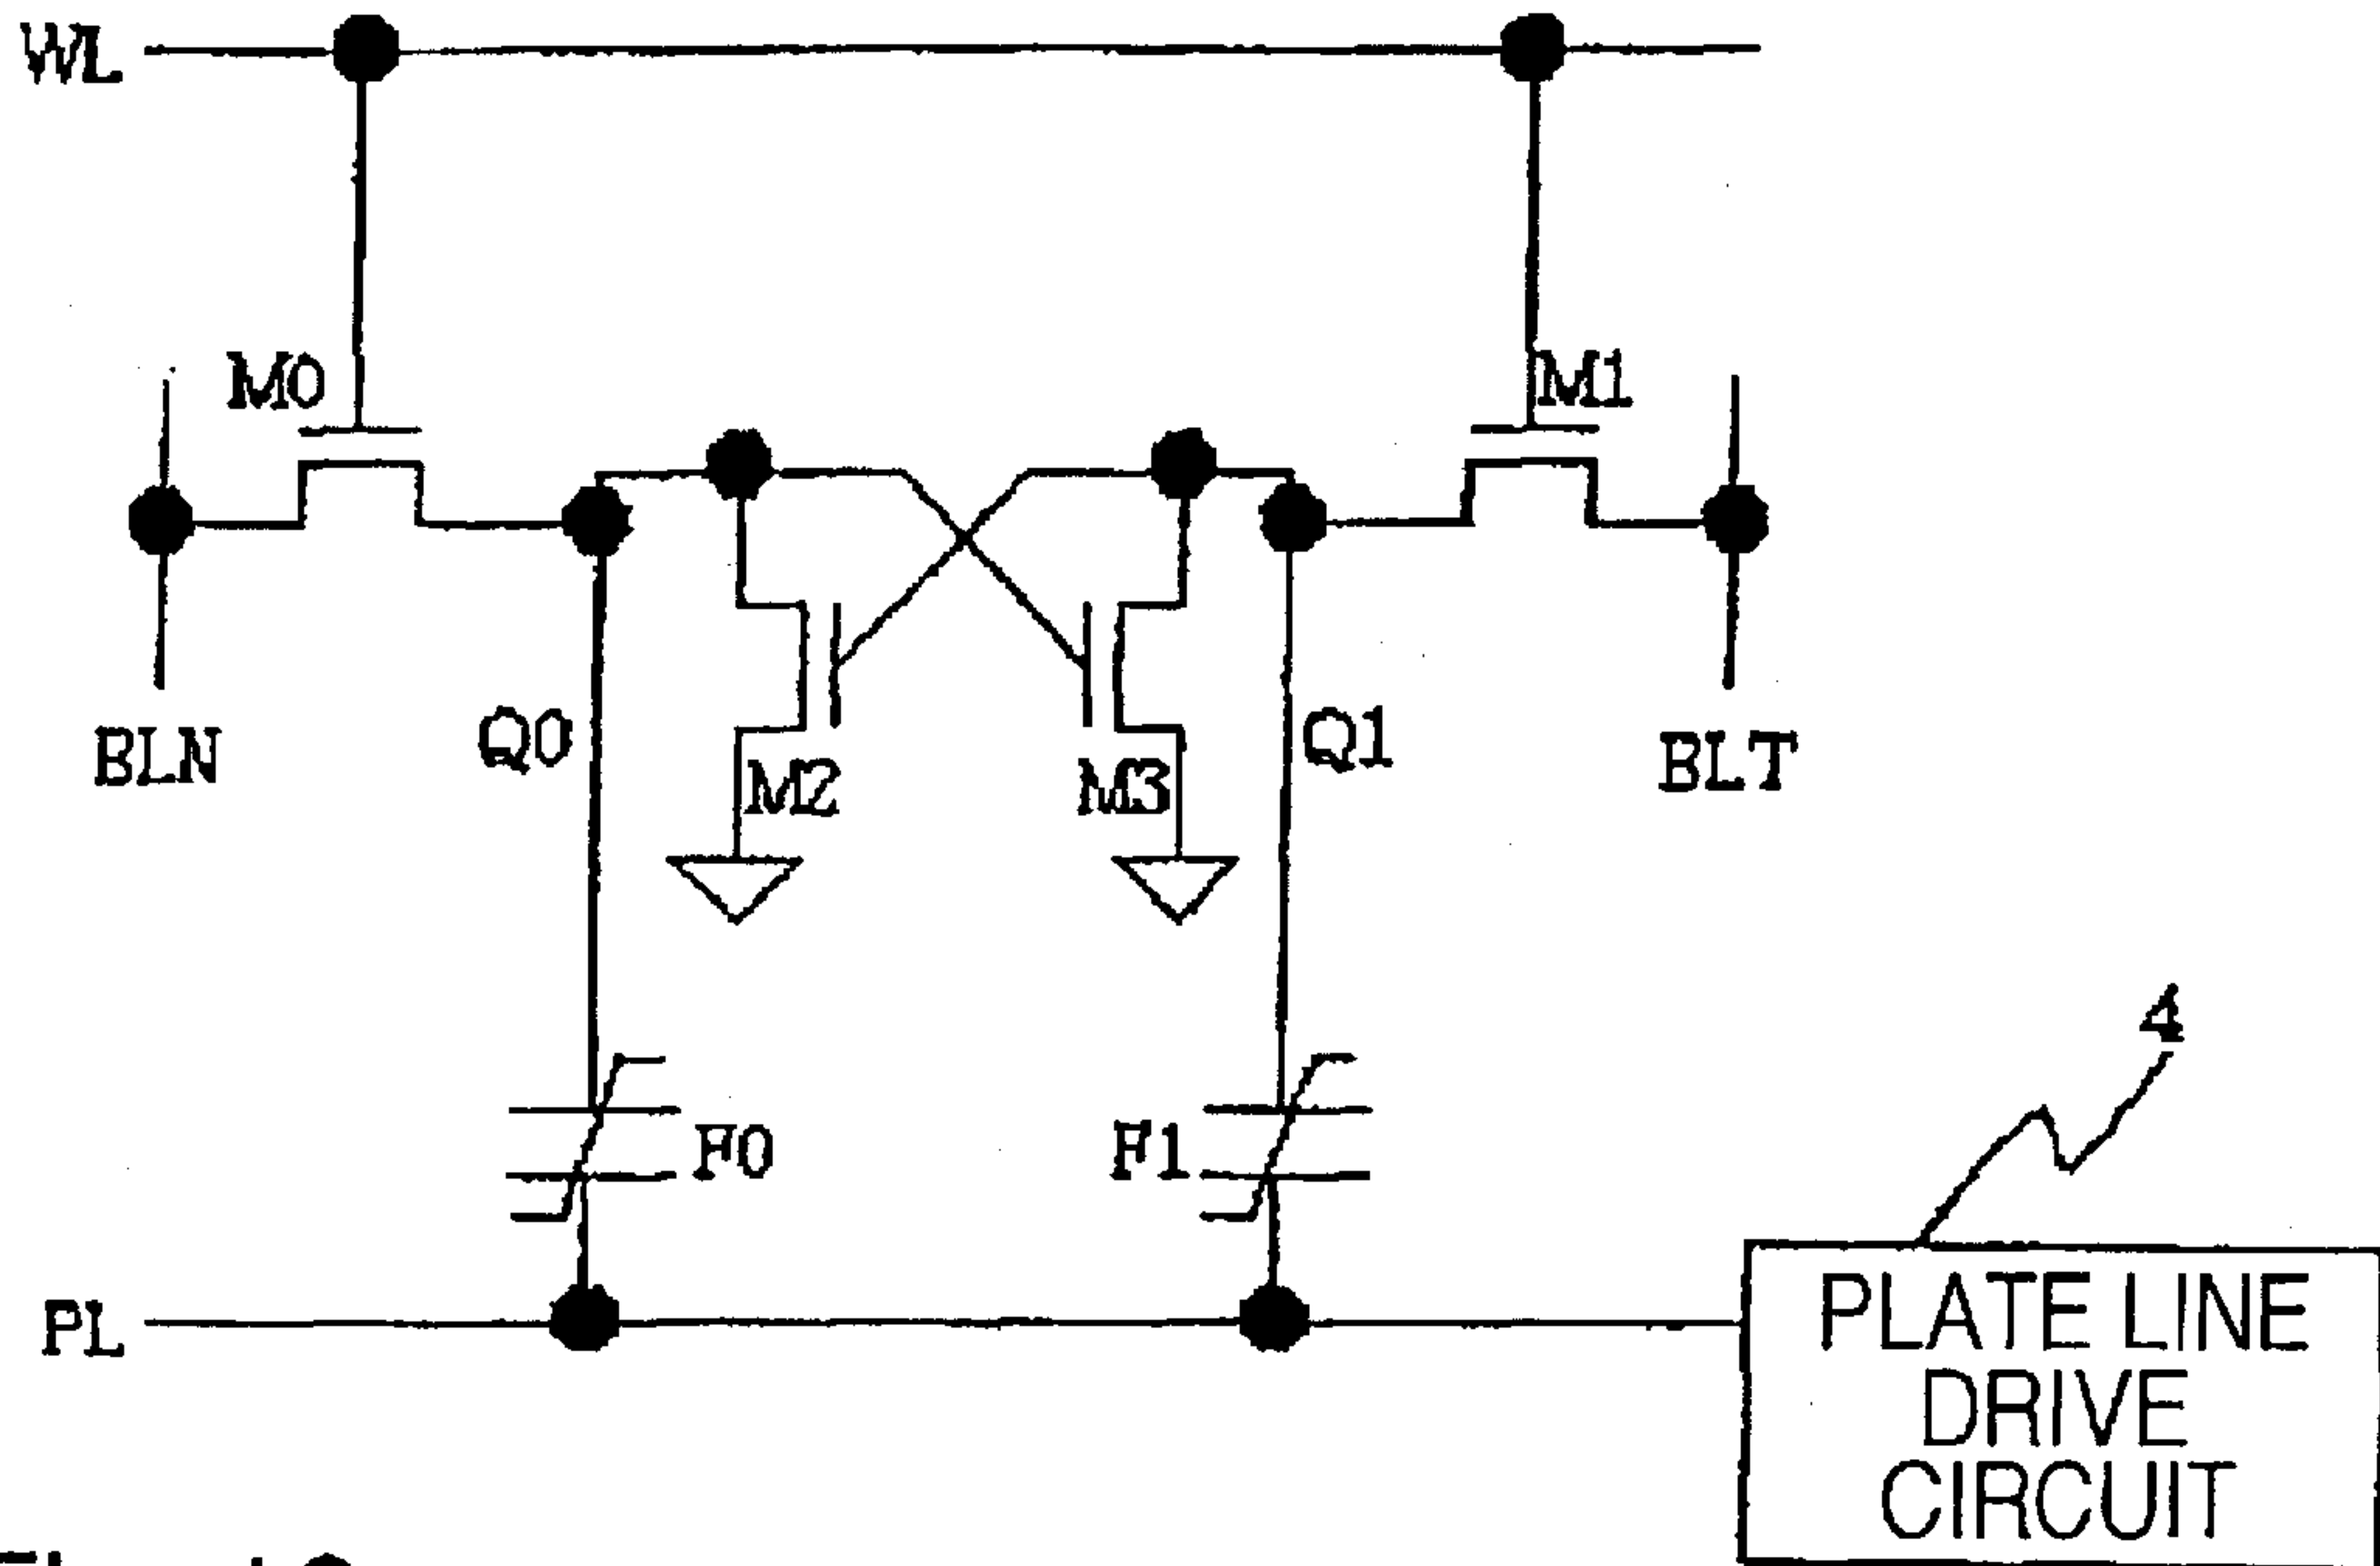 WL
M0
M1
BLN
Q0
M2
M3
Q1
BLT
4
F0
F1
PL
PLATE LINE
DRIVE
CIRCUIT